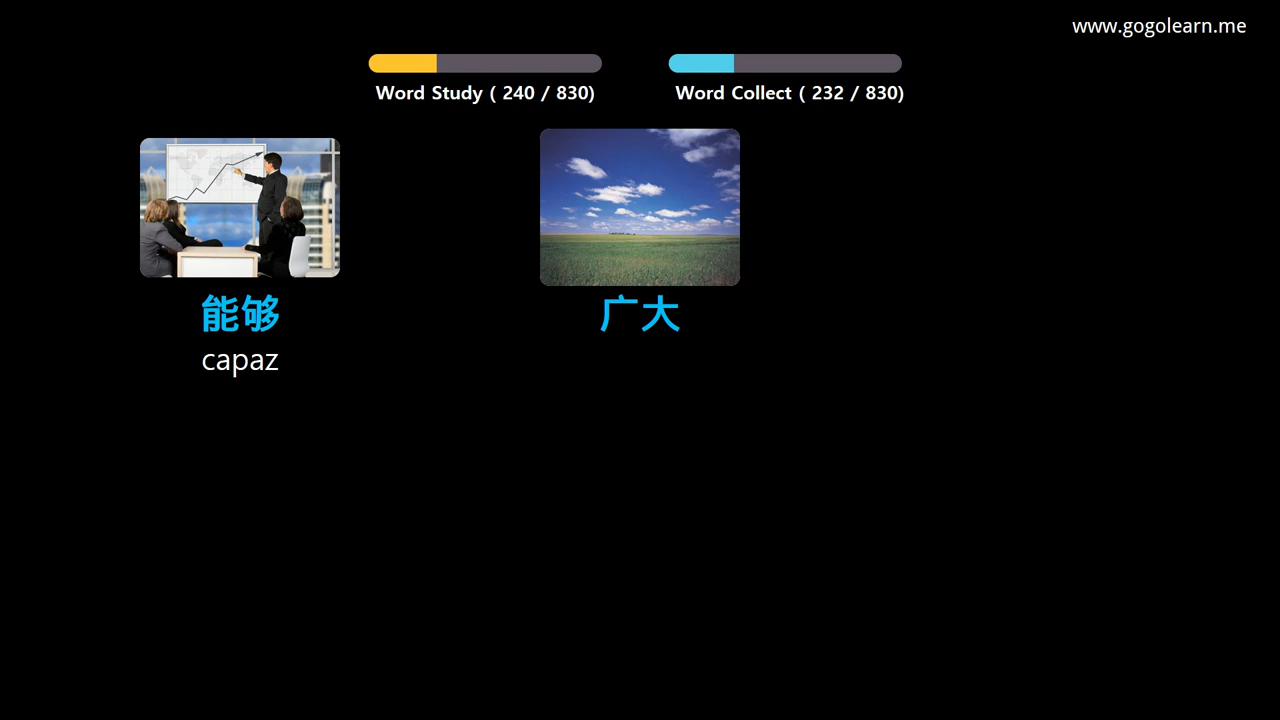 www.gogolearn.me
Word Study ( 240 / 830)
Word Collect ( 232 / 830)
能够
capaz
广大